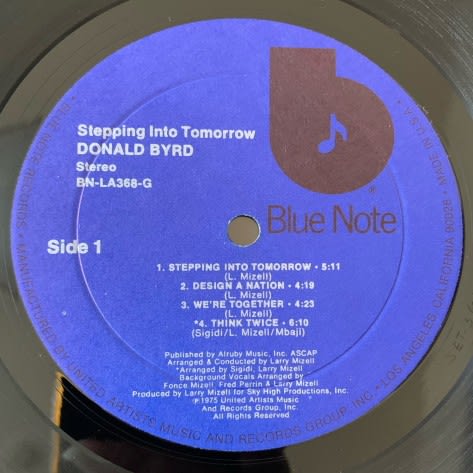 Stepping Into Tomorrow
DONALD BYRD
Stereo
BN-LA368-G
b
®
Blue Note
Side 1
1. STEPPING INTO TOMORROW • 5:11
(L. Mizell)
2. DESIGN A NATION • 4:19
(L. Mizell)
3. WE'RE TOGETHER • 4:23
(L. Mizell)
*4. THINK TWICE • 6:10
(Sigidi/L. Mizell/Mbaji)
Published by Alruby Music, Inc. ASCAP
Arranged & Conducted by Larry Mizell
*Arranged by Sigidi, Larry Mizell
Background Vocals Arranged by
Fonce Mizell, Fred Perrin & Larry Mizell
Produced by Larry Mizell for Sky High Productions, Inc.
℗1975 United Artists Music
And Records Group, Inc.
All Rights Reserved
BLUE NOTE RECORDS • MANUFACTURED BY UNITED ARTISTS MUSIC AND RECORDS GROUP, INC. • LOS ANGELES, CALIFORNIA 90028 • MADE IN U.S.A. •